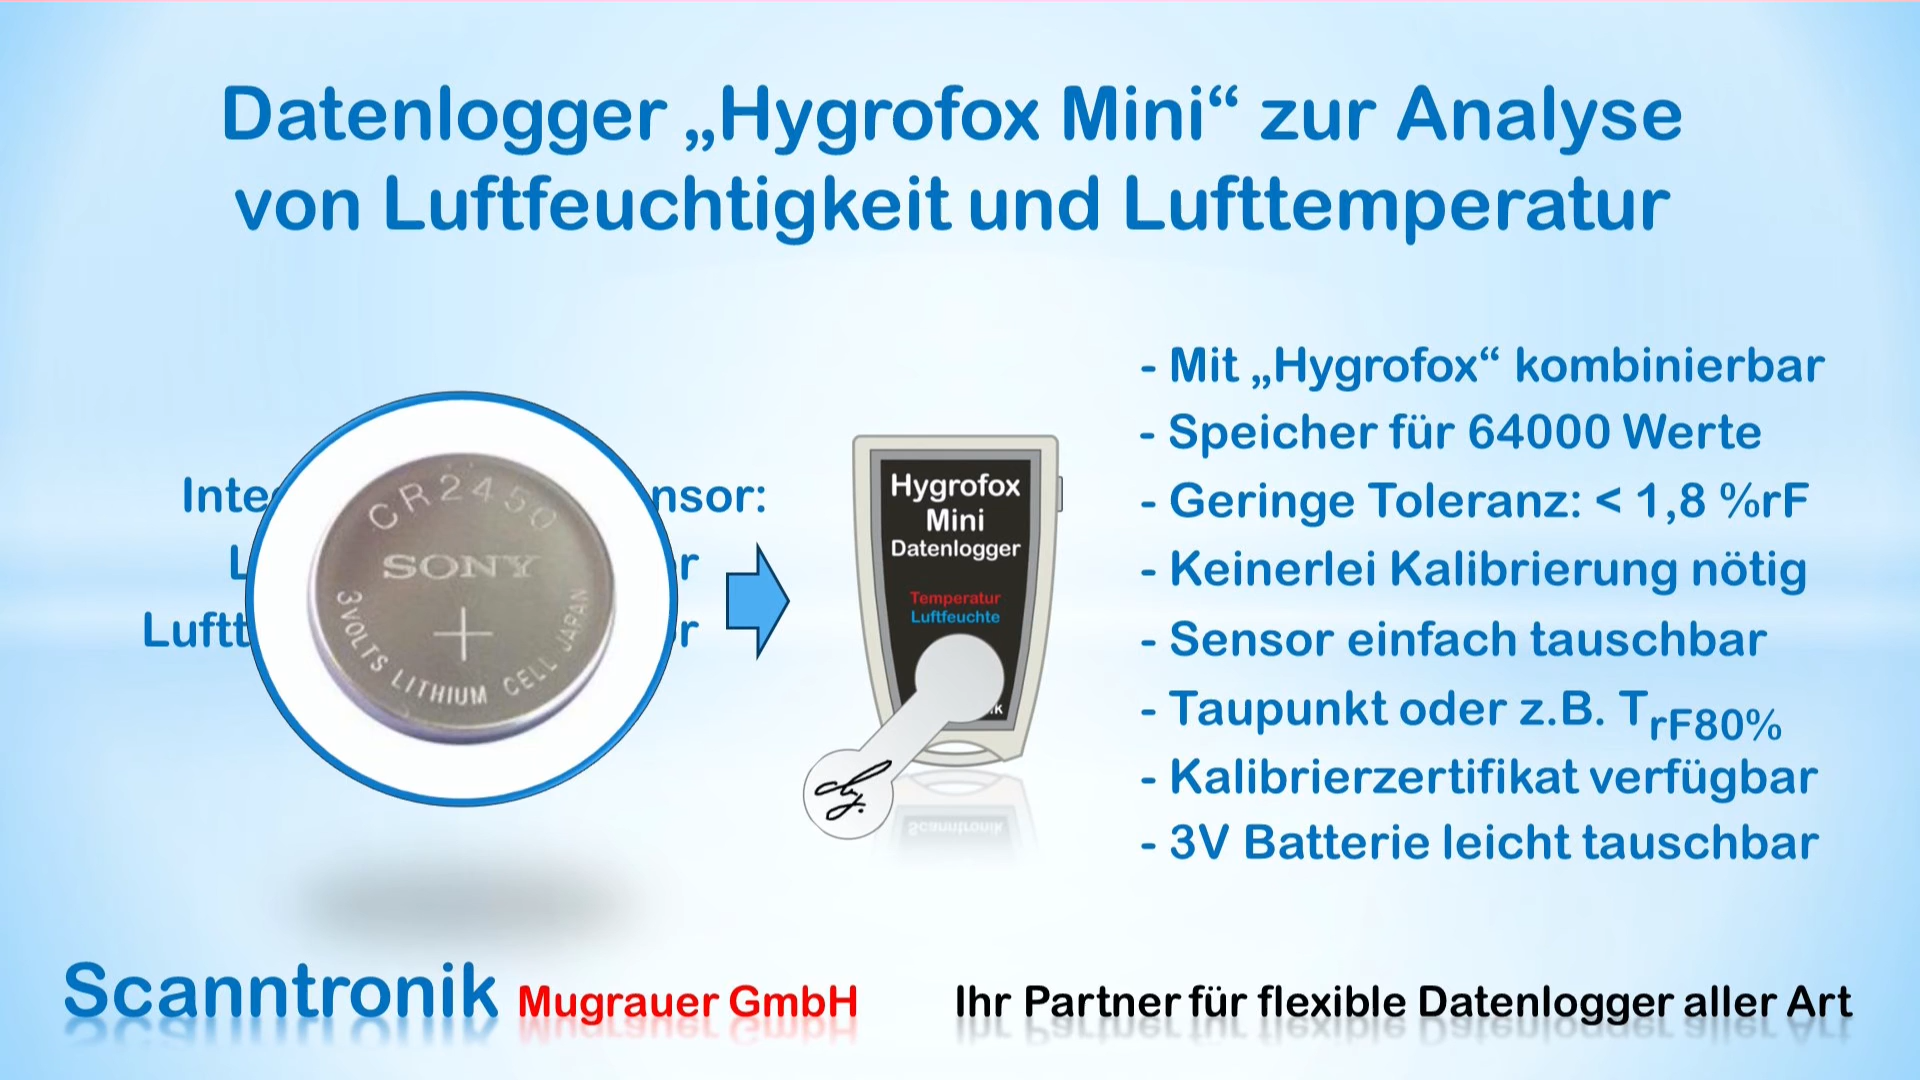 Datenlogger „Hygrofox Mini“ zur Analyse
von Luftfeuchtigkeit und Lufttemperatur
CR2450
SONY
3 VOLTS LITHIUM CELL JAPAN
Hygrofox
Mini
Datenlogger
Temperatur
Luftfeuchte
- Mit „Hygrofox“ kombinierbar
- Speicher für 64000 Werte
- Geringe Toleranz: < 1,8 %rF
- Keinerlei Kalibrierung nötig
- Sensor einfach tauschbar
- Taupunkt oder z.B. TrF80%
- Kalibrierzertifikat verfügbar
- 3V Batterie leicht tauschbar
Scanntronik Mugrauer GmbH
Ihr Partner für flexible Datenlogger aller Art